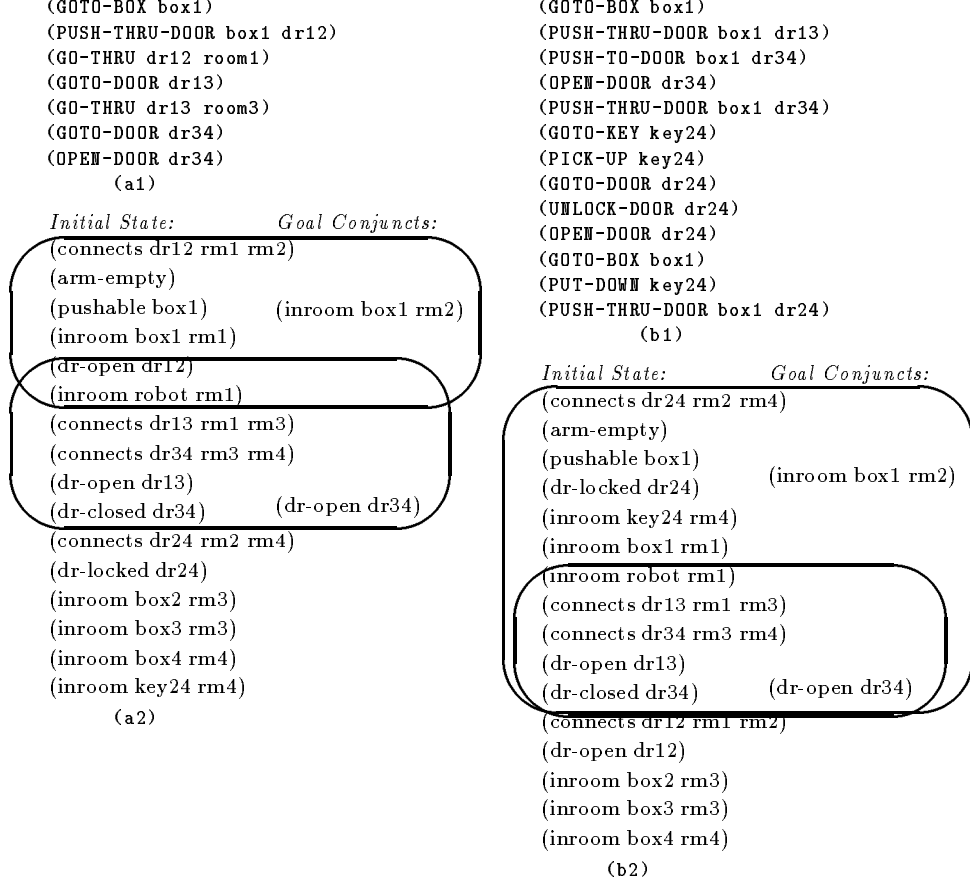 (GOTO-BOX box1)
(PUSH-THRU-DOOR box1 dr12)
(GO-THRU dr12 room1)
(GOTO-DOOR dr13)
(GO-THRU dr13 room3)
(GOTO-DOOR dr34)
(OPEN-DOOR dr34)
(a1)
Initial State: Goal Conjuncts:
(connects dr12 rm1 rm2)
(arm-empty)
(pushable box1) (inroom box1 rm2)
(inroom box1 rm1)
(dr-open dr12)
(inroom robot rm1)
(connects dr13 rm1 rm3)
(connects dr34 rm3 rm4)
(dr-open dr13)
(dr-closed dr34) (dr-open dr34)
(connects dr24 rm2 rm4)
(dr-locked dr24)
(inroom box2 rm3)
(inroom box3 rm3)
(inroom box4 rm4)
(inroom key24 rm4)
(a2)
(GOTO-BOX box1)
(PUSH-THRU-DOOR box1 dr13)
(PUSH-TO-DOOR box1 dr34)
(OPEN-DOOR dr34)
(PUSH-THRU-DOOR box1 dr34)
(GOTO-KEY key24)
(PICK-UP key24)
(GOTO-DOOR dr24)
(UNLOCK-DOOR dr24)
(OPEN-DOOR dr24)
(GOTO-BOX box1)
(PUT-DOWN key24)
(PUSH-THRU-DOOR box1 dr24)
(b1)
Initial State: Goal Conjuncts:
(connects dr24 rm2 rm4)
(arm-empty)
(pushable box1)
(inroom box1 rm2)
(dr-locked dr24)
(inroom key24 rm4)
(inroom box1 rm1)
(inroom robot rm1)
(connects dr13 rm1 rm3)
(connects dr34 rm3 rm4)
(dr-open dr13)
(dr-closed dr34) (dr-open dr34)
(connects dr12 rm1 rm2)
(dr-open dr12)
(inroom box2 rm3)
(inroom box3 rm3)
(inroom box4 rm4)
(b2)